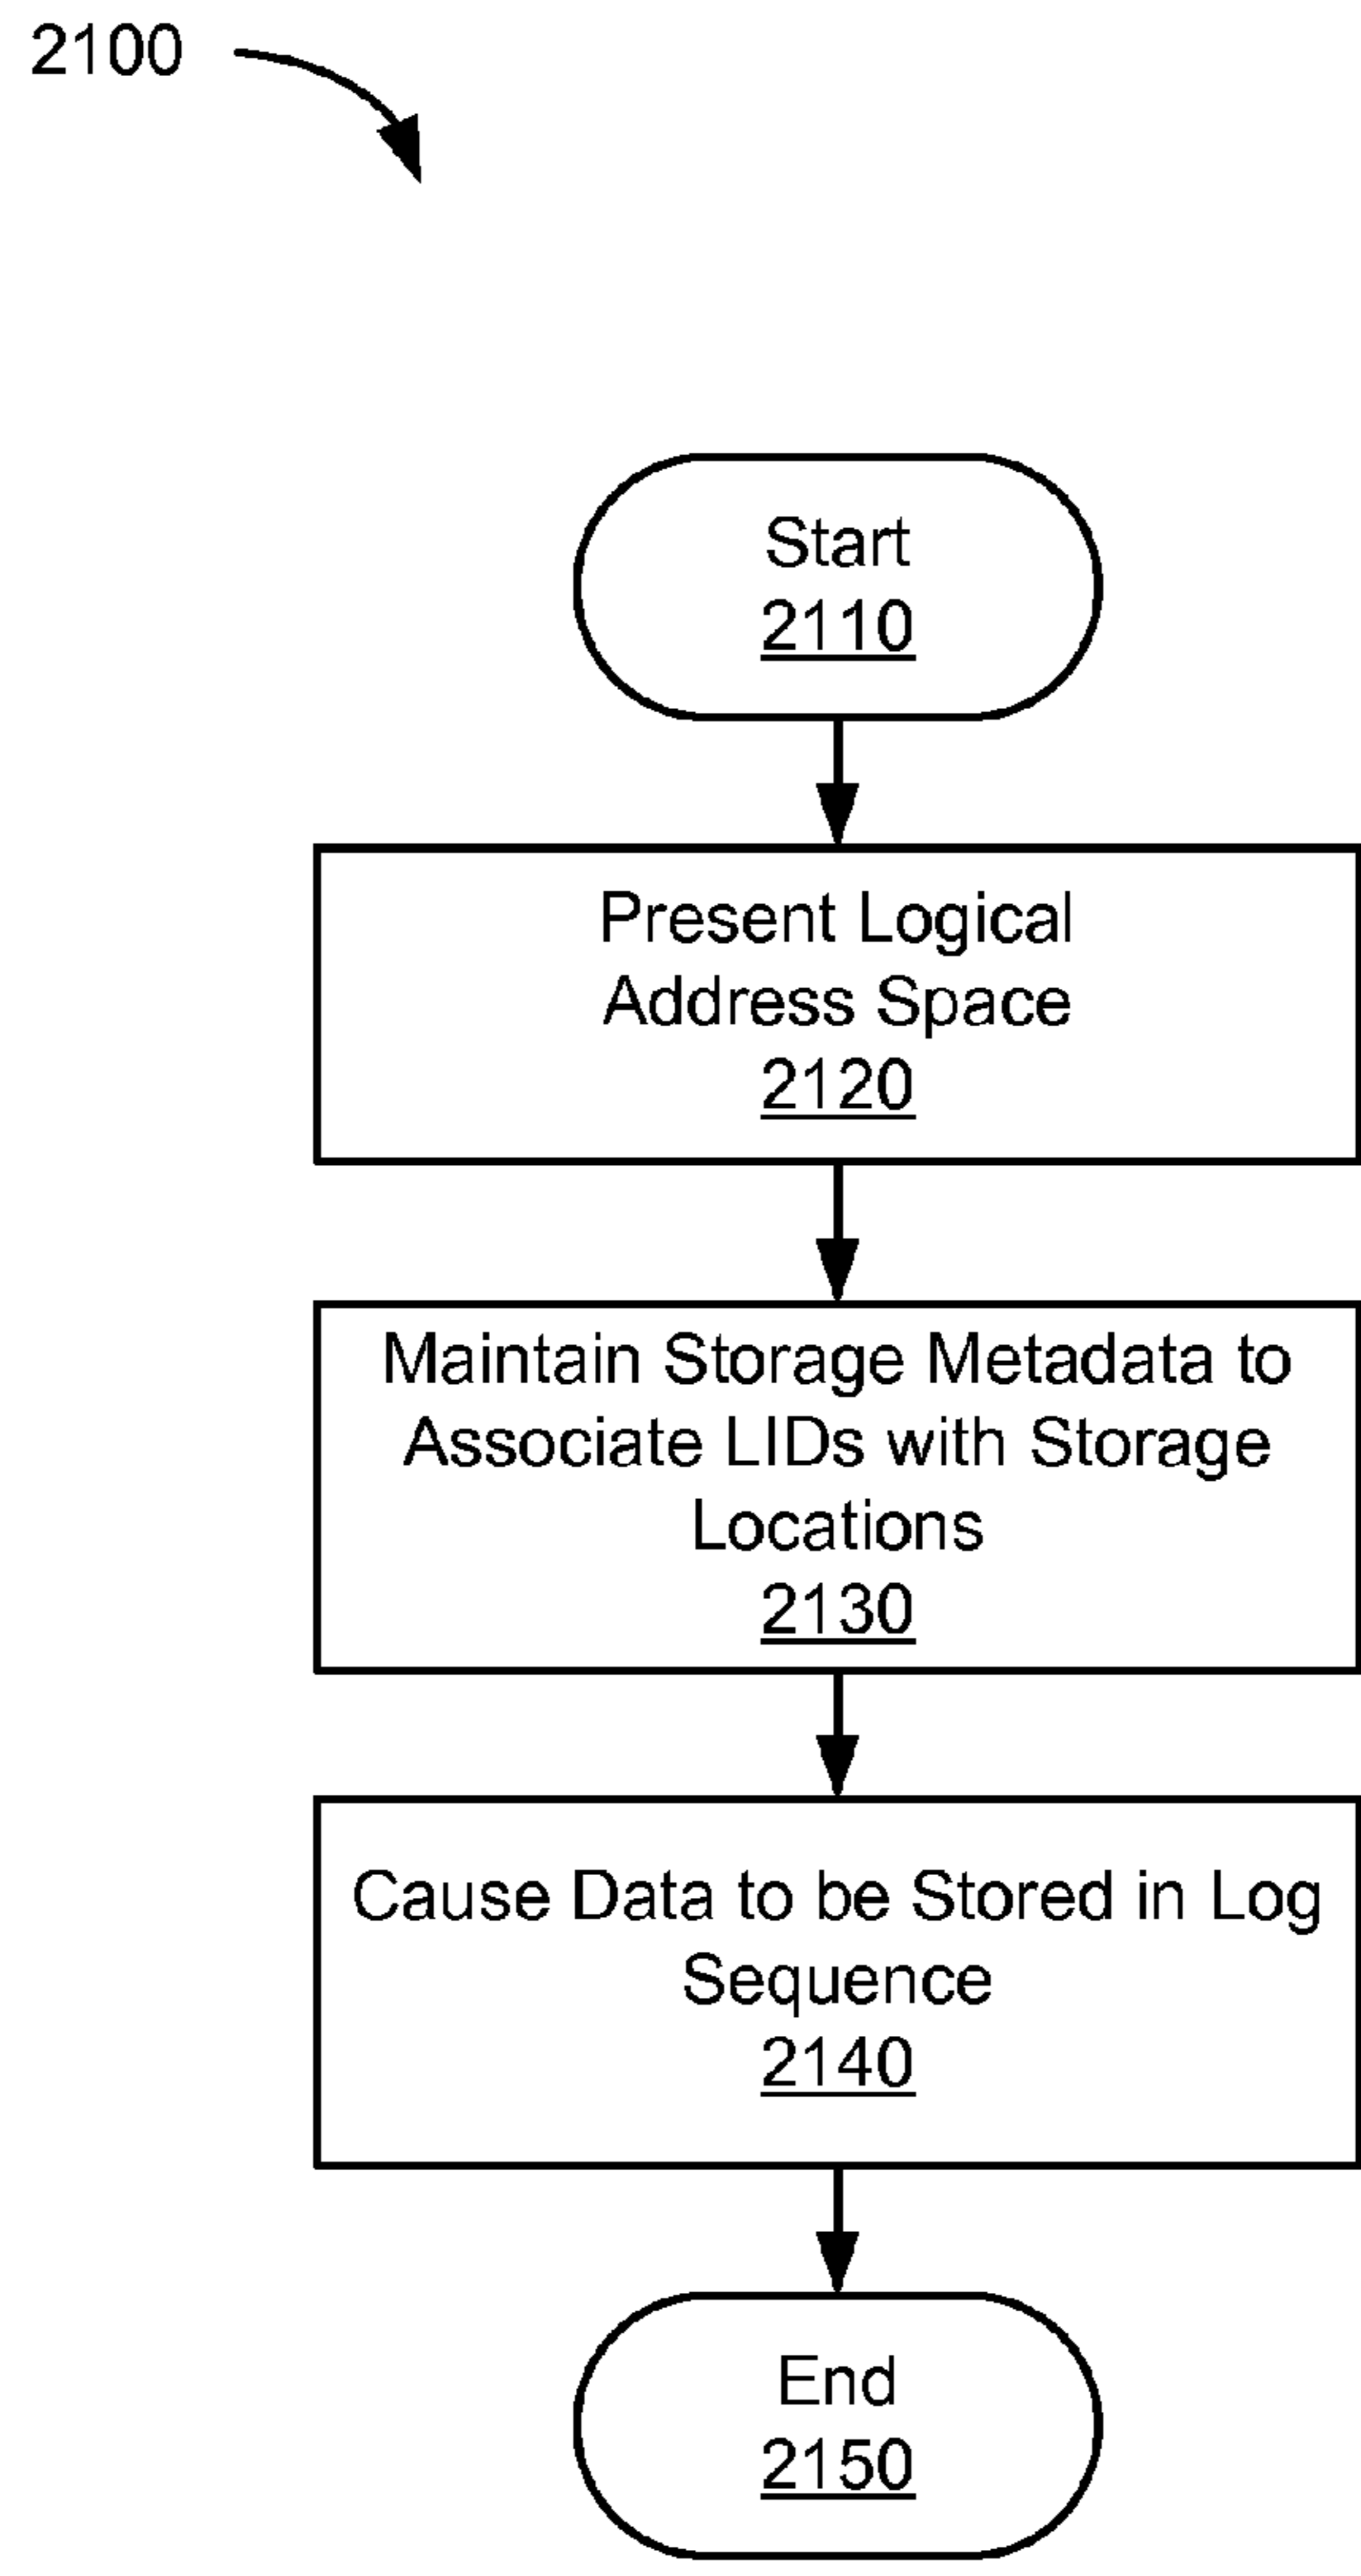 2100
Start
2110
Present Logical
Address Space
2120
Maintain Storage Metadata to
Associate LIDs with Storage
Locations
2130
Cause Data to be Stored in Log
Sequence
2140
End
2150